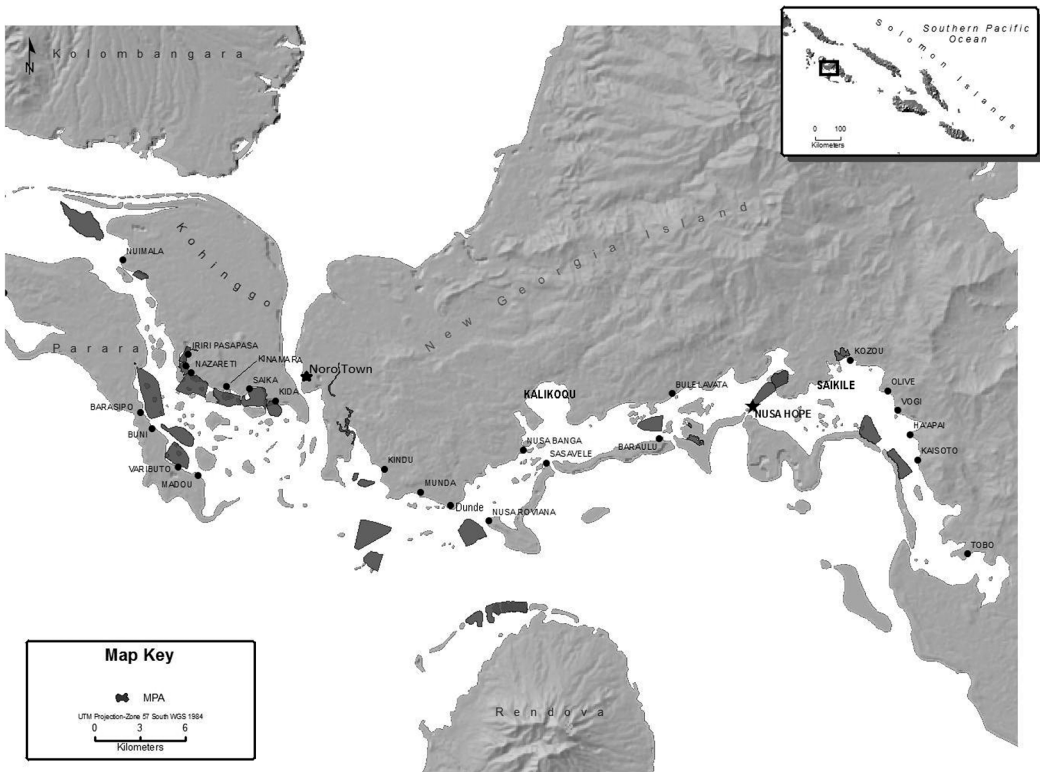 N
Kolombangara
Southern Pacific
Ocean
Solomon Islands
0 100
Kilometers
Kohinggo
New Georgia Island
NUIMALA
Parara
IRIRI PASAPASA
NAZARETI
KINAMARA
SAIKA
KIDA
Noro Town
BARASIPO
BUNI
VARIBUTO
MADOU
KINDU
MUNDA
Dunde
NUSA ROVIANA
KALIKOQU
NUSA BANGA
SASAVELE
BULELAVATA
BARAULU
NUSA HOPE
SAIKILE
KOZOU
OLIVE
VOGI
HA'APAI
KAISOTO
TOBO
Rendova
Map Key
MPA
UTM Projection-Zone 57 South WGS 1984
0 3 6
Kilometers